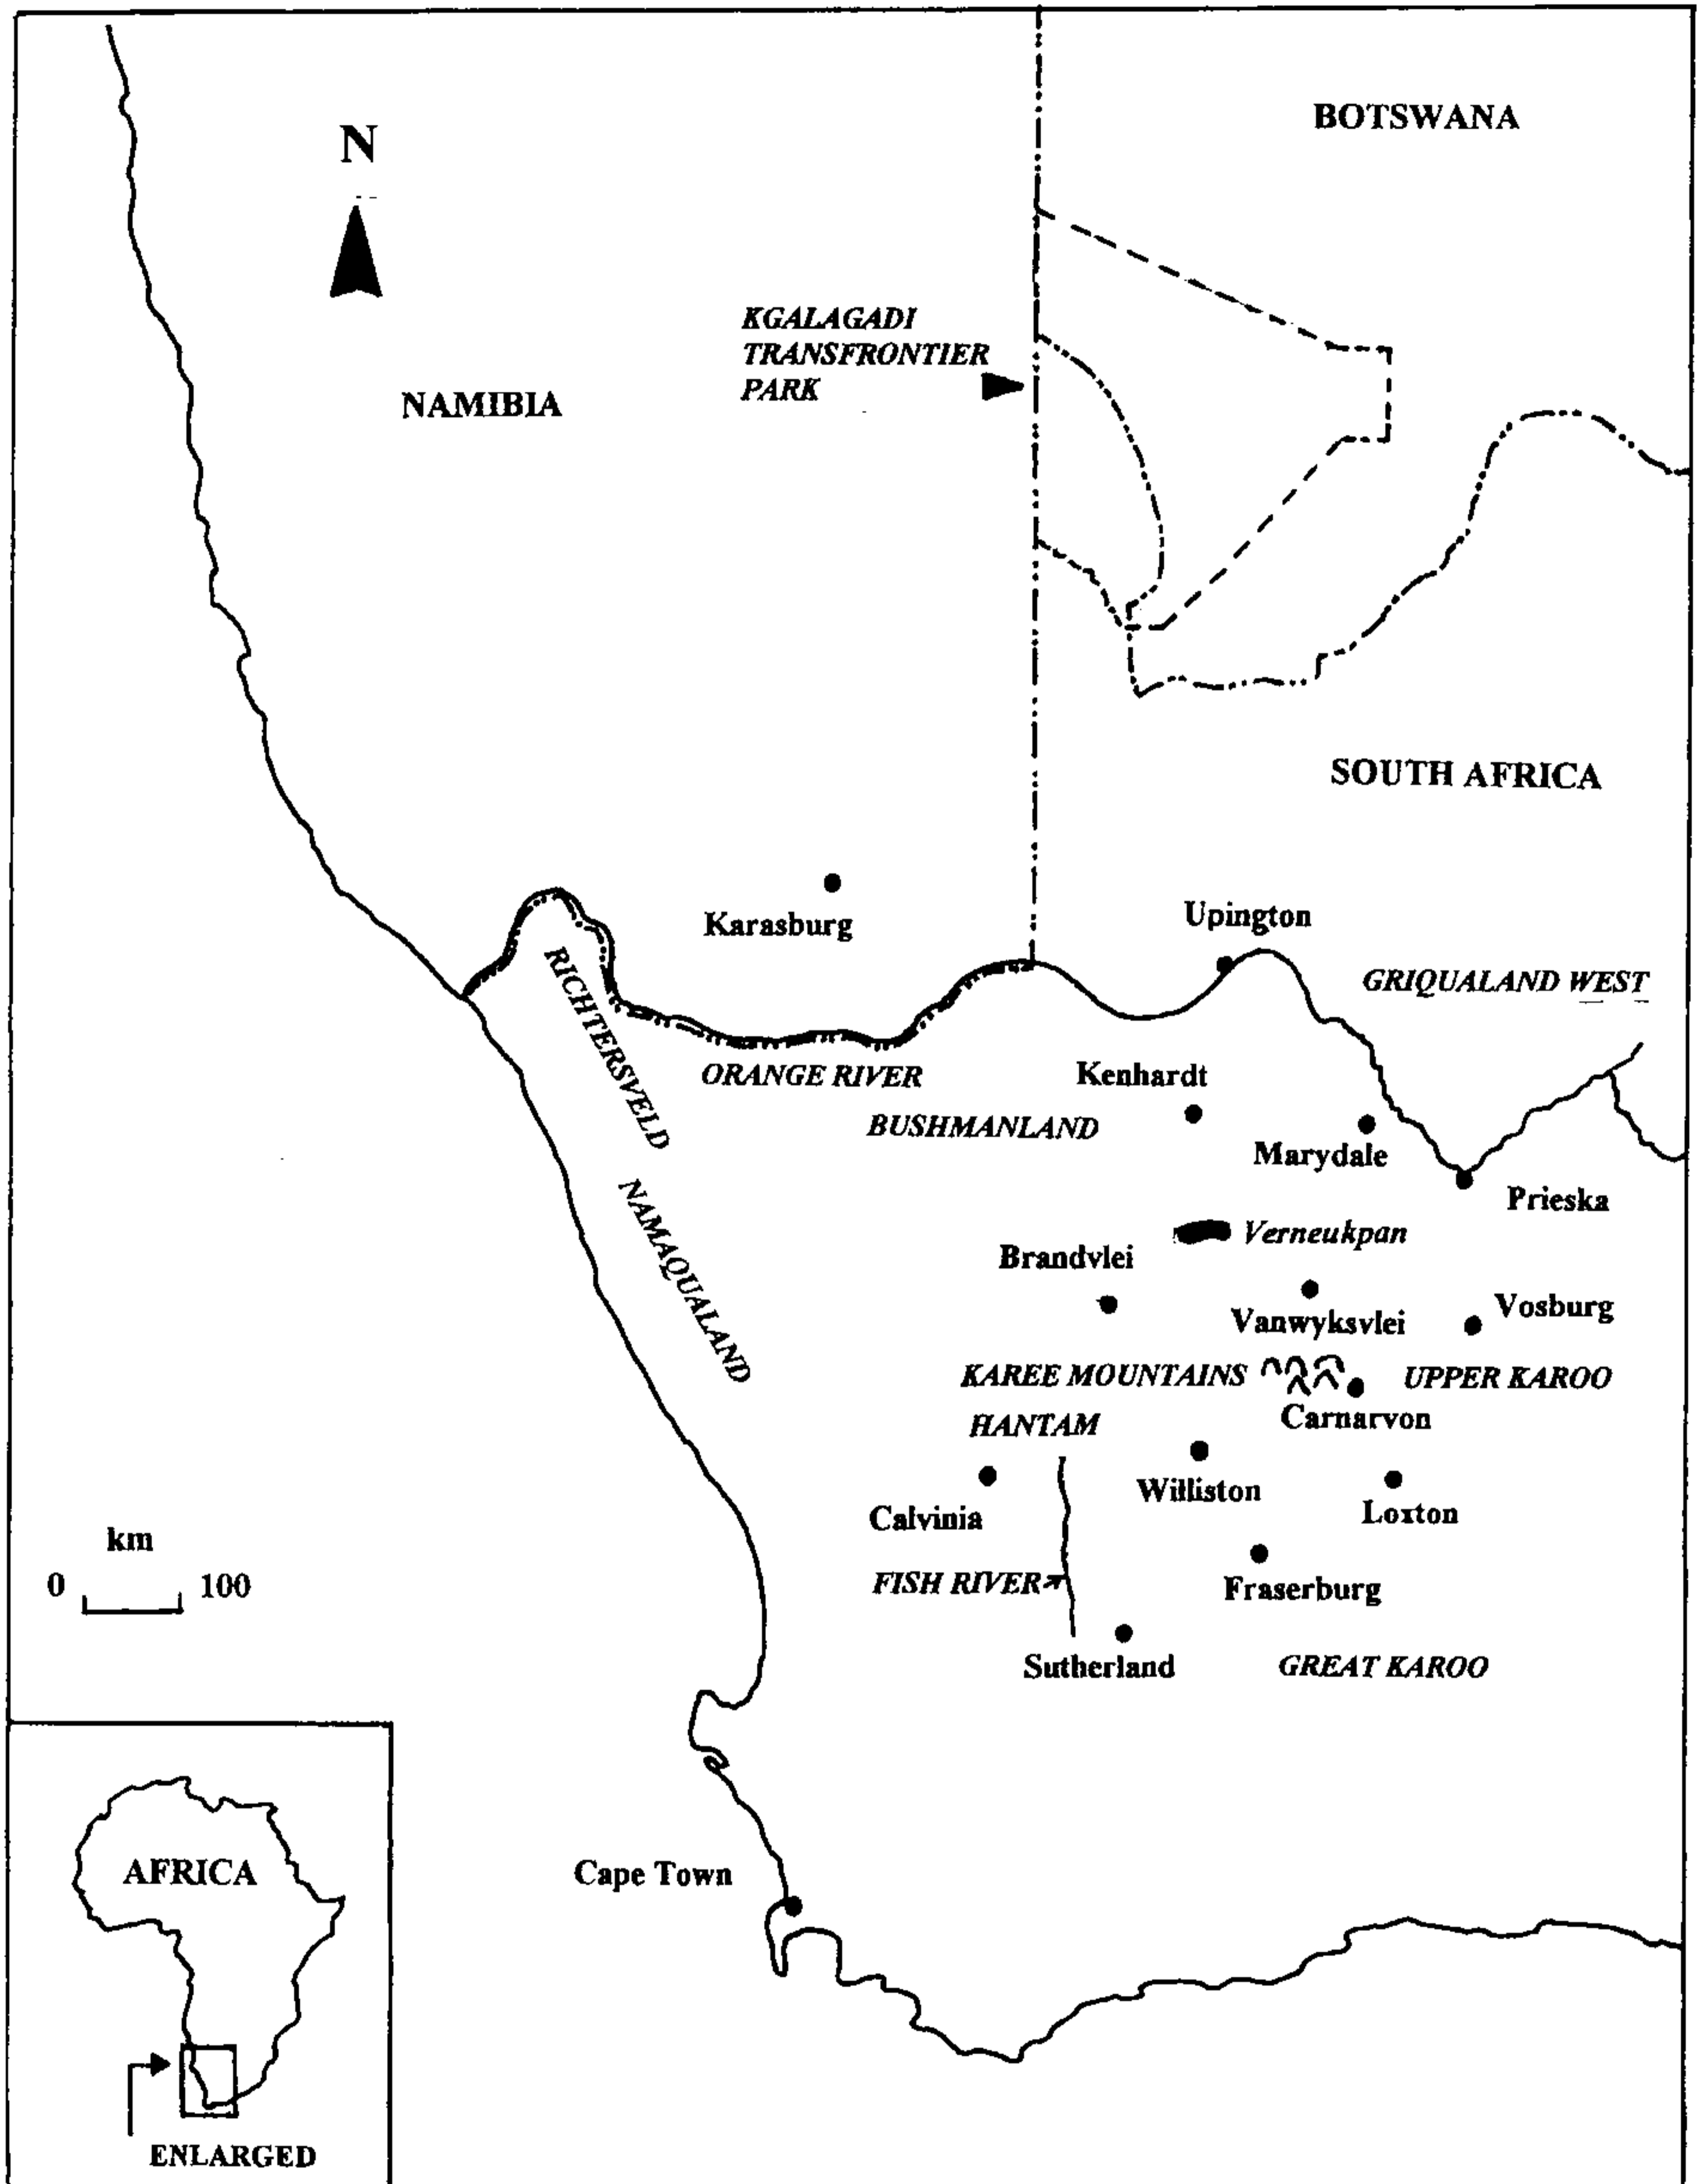 BOTSWANA
N
KGALAGADI
TRANSFRONTIER
PARK
NAMIBIA
SOUTH AFRICA
Karasburg
Upington
GRIQUALAND WEST
RICHTERSVELD
ORANGE RIVER
Kenhardt
BUSHMANLAND
Marydale
Prieska
NAMAQUALAND
Verneukpan
Brandvlei
Vanwyksvlei
Vosburg
KAREE MOUNTAINS
UPPER KAROO
Carnarvon
HANTAM
Williston
Calvinia
Loxton
km
0 100
FISH RIVER
Fraserburg
Sutherland
GREAT KAROO
AFRICA
Cape Town
ENLARGED